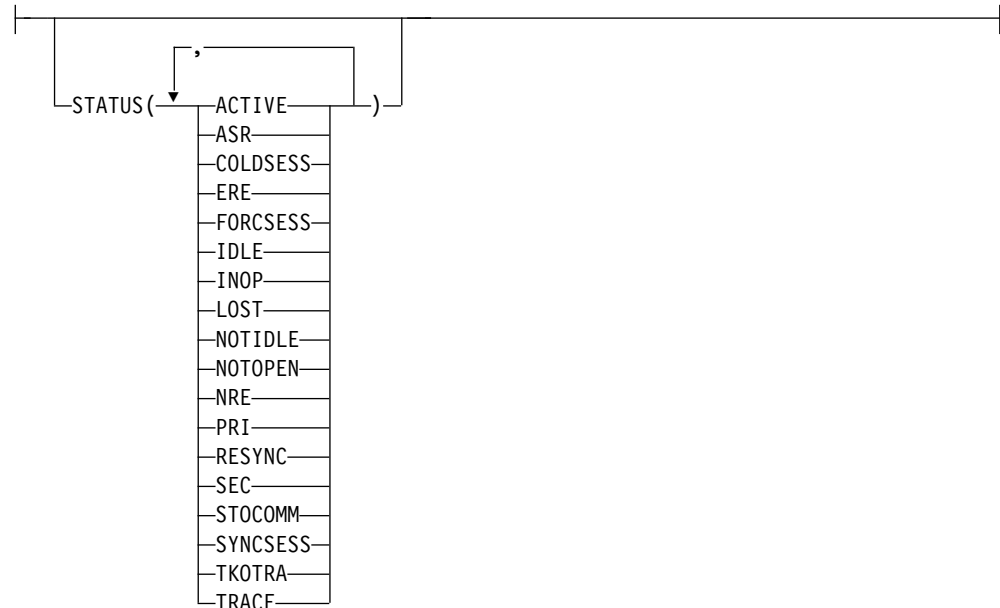 ,
STATUS( ACTIVE )
ASR
COLDSESS
ERE
FORCSESS
IDLE
INOP
LOST
NOTIDLE
NOTOPEN
NRE
PRI
RESYNC
SEC
STOCOMM
SYNCSESS
TKOTRA
TRACE